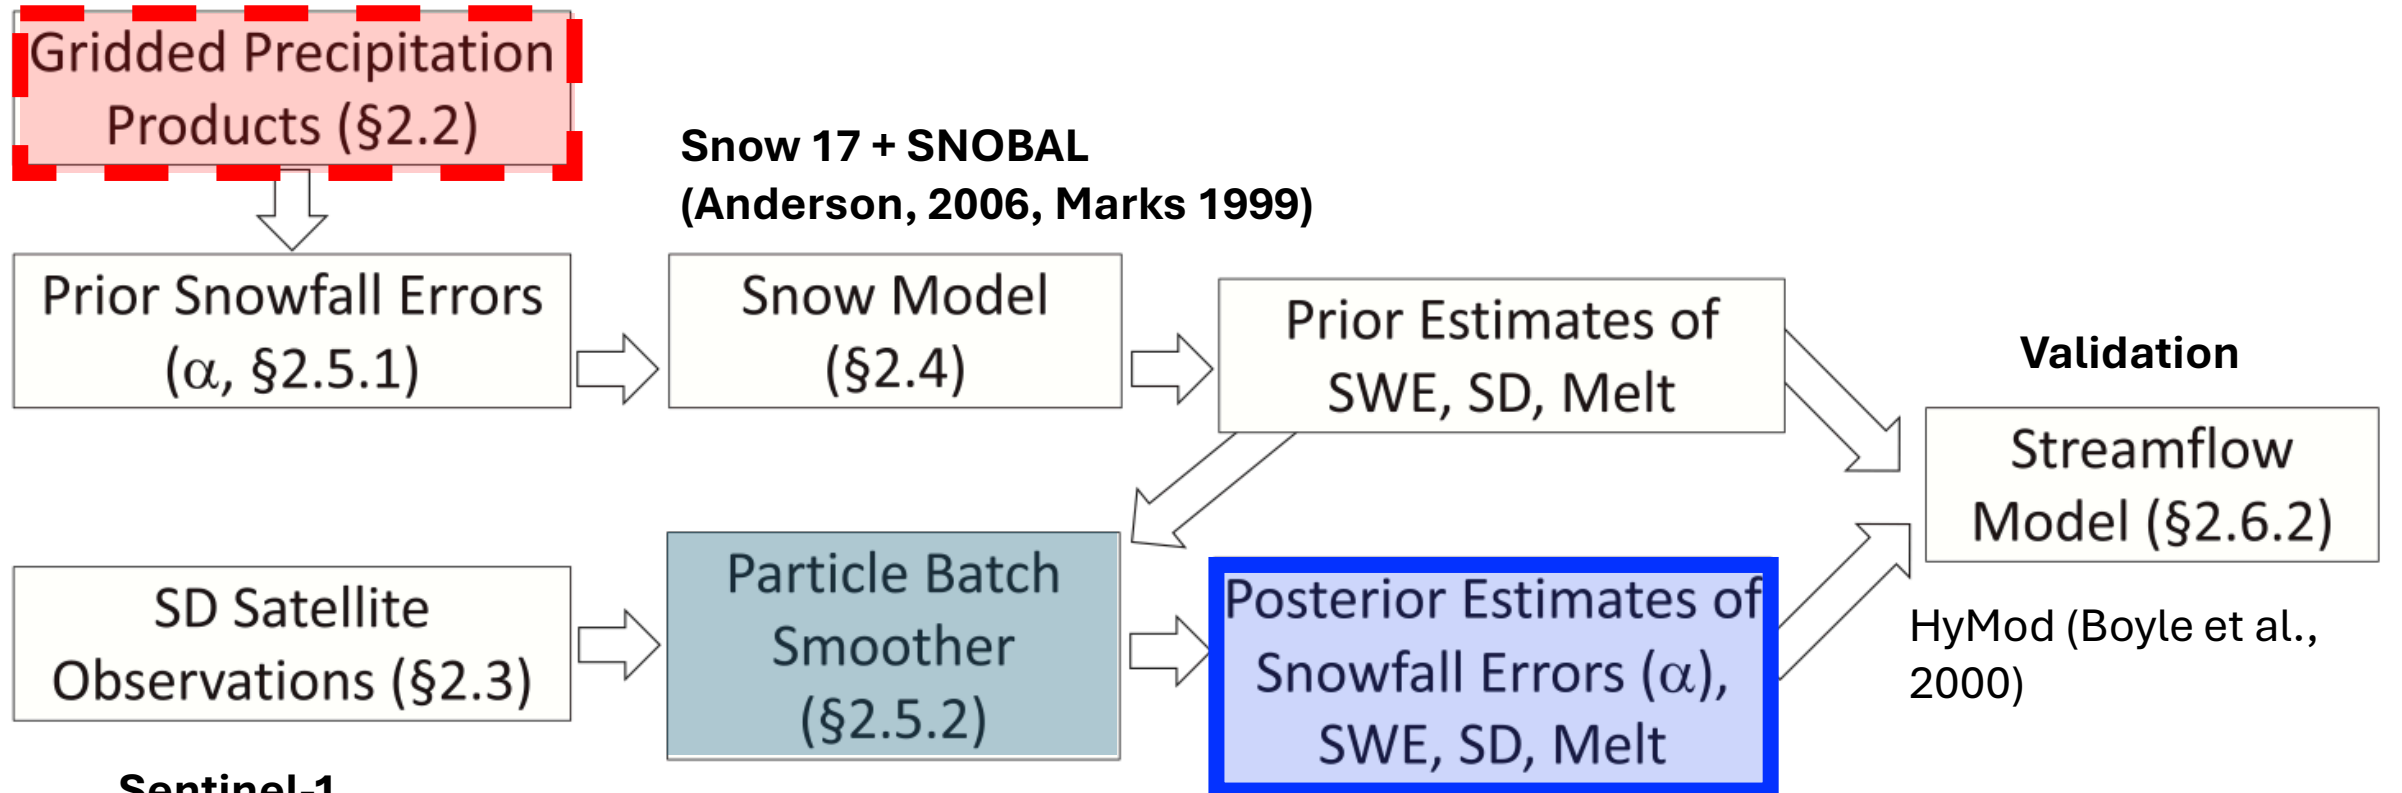 Gridded Precipitation
Products (§2.2)
Snow 17 + SNOBAL
(Anderson, 2006, Marks 1999)
Prior Snowfall Errors
(α, §2.5.1)
Snow Model
(§2.4)
Prior Estimates of
SWE, SD, Melt
Validation
Streamflow
Model (§2.6.2)
HyMod (Boyle et al.,
2000)
SD Satellite
Observations (§2.3)
Particle Batch
Smoother
(§2.5.2)
Posterior Estimates of
Snowfall Errors (α),
SWE, SD, Melt
Sentinel-1